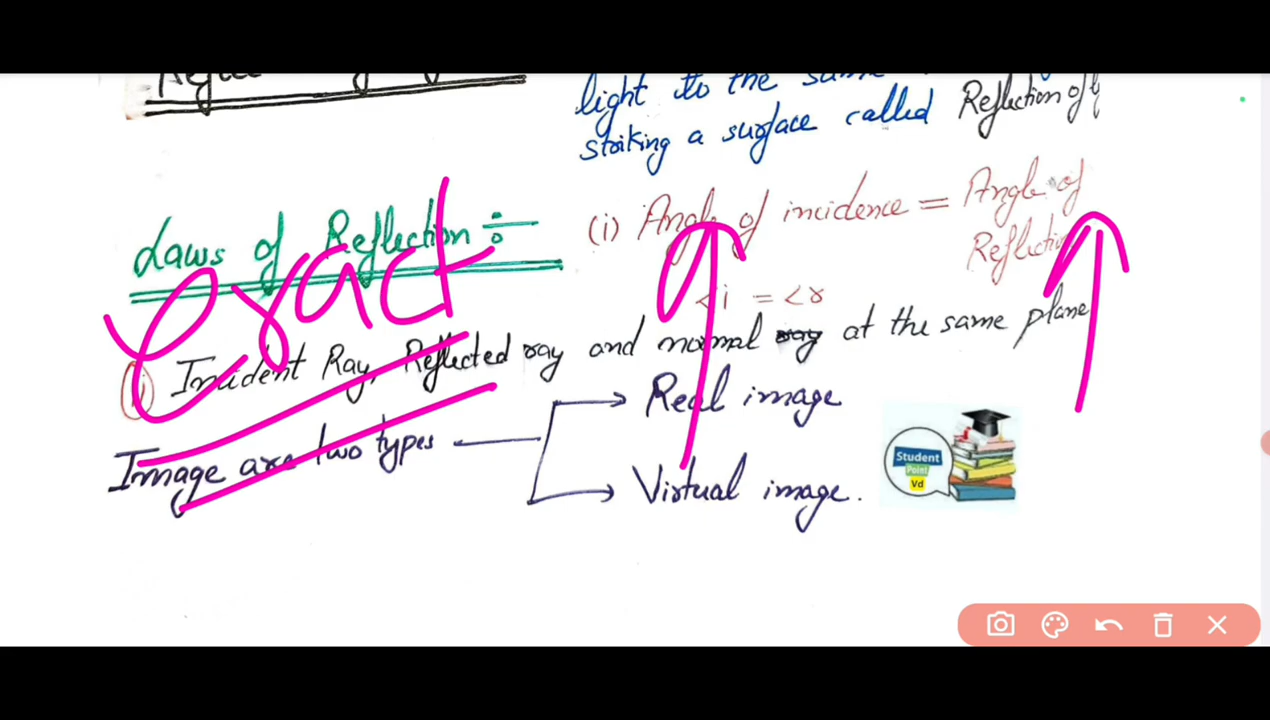 light to the same
striking a surface called Reflection of
Laws of Reflection ÷
(i) Angle of incidence = Angle of
Reflection
<i = <r
exact
Incident Ray, Reflected ray and normal ray at the same plane
Image are two types
Real image
Virtual image.
Student
Point
Vd